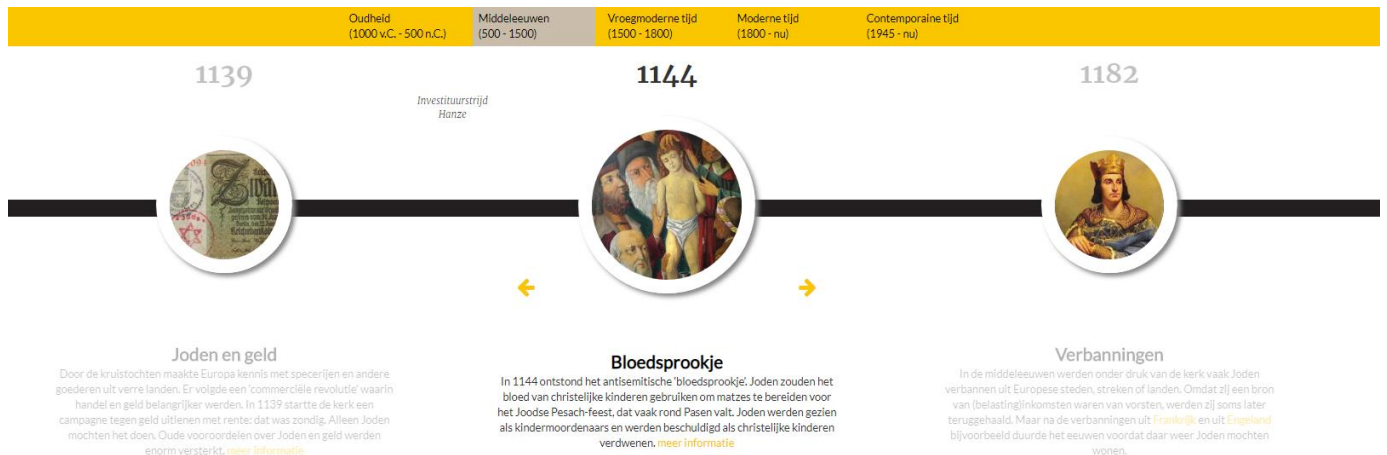 Oudheid
(1000 v.C. - 500 n.C.)
Middeleeuwen
(500 - 1500)
Vroegmoderne tijd
(1500 - 1800)
Moderne tijd
(1800 - nu)
Contemporaine tijd
(1945 - nu)
1139
1144
1182
Investituurstrijd
Hanze
Joden en geld
Door de kruistochten maakte Europa kennis met specerijen en andere
goederen uit verre landen. Er volgde een 'commerciële revolutie' waarin
handel en geld belangrijker werden. In 1139 startte de kerk een
campagne tegen geld uitlenen met rente: dat was zondig. Alleen Joden
mochten het doen. Oude vooroordelen over Joden en geld werden
enorm versterkt. meer informatie
Bloedsprookje
In 1144 ontstond het antisemitische 'bloedsprookje'. Joden zouden het
bloed van christelijke kinderen gebruiken om matzes te bereiden voor
het Joodse Pesach-feest, dat vaak rond Pasen valt. Joden werden gezien
als kindermoordenaars en werden beschuldigd als christelijke kinderen
verdwenen. meer informatie
Verbanningen
In de middeleeuwen werden onder druk van de kerk vaak Joden
verbannen uit Europese steden, streken of landen. Omdat zij een bron
van (belasting)inkomsten waren van vorsten, werden zij soms later
teruggehaald. Maar na de verbanningen uit Frankrijk en uit Engeland
bijvoorbeeld duurde het eeuwen voordat daar weer Joden mochten
wonen.